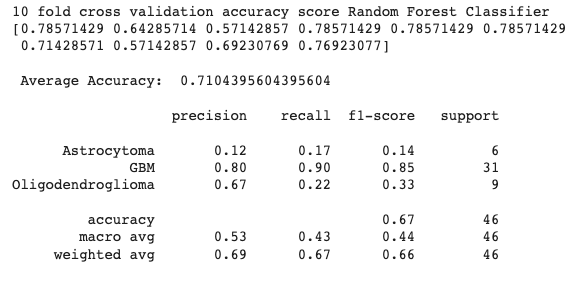 10 fold cross validation accuracy score Random Forest Classifier
[0.78571429 0.64285714 0.57142857 0.78571429 0.78571429 0.78571429
0.71428571 0.57142857 0.69230769 0.76923077]
Average Accuracy: 0.7104395604395604
precision recall f1-score support
Astrocytoma 0.12 0.17 0.14 6
GBM 0.80 0.90 0.85 31
Oligodendroglioma 0.67 0.22 0.33 9
accuracy 0.67 46
macro avg 0.53 0.43 0.44 46
weighted avg 0.69 0.67 0.66 46